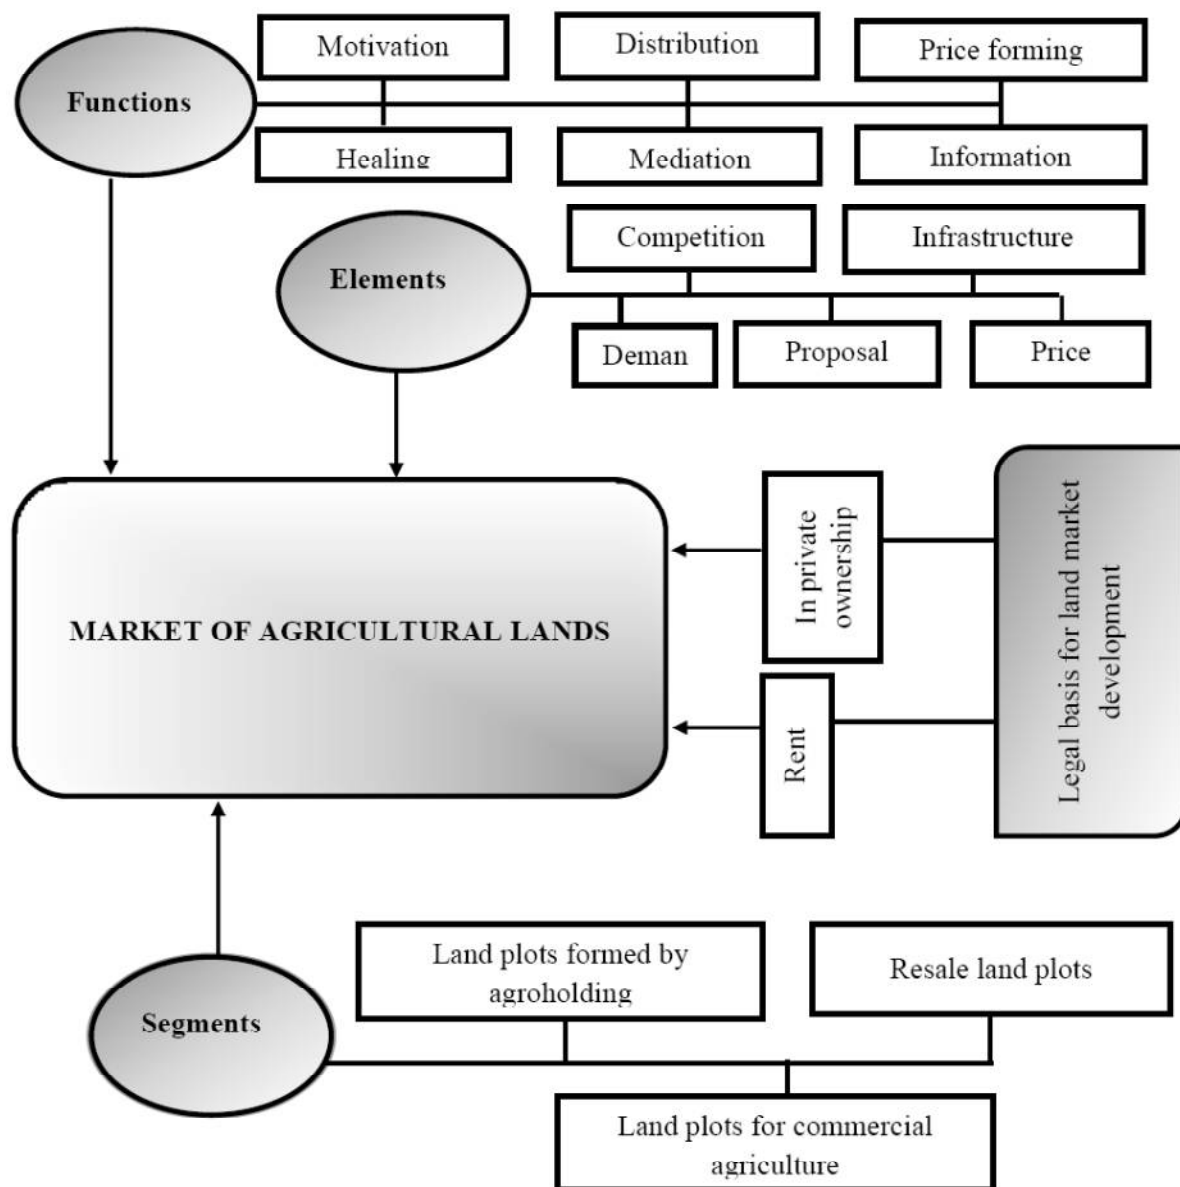 Motivation
Distribution
Price forming
Functions
Healing
Mediation
Information
Competition
Infrastructure
Elements
Deman
Proposal
Price
MARKET OF AGRICULTURAL LANDS
In private
ownership
Rent
Legal basis for land market
development
Land plots formed by
agroholding
Resale land plots
Segments
Land plots for commercial
agriculture